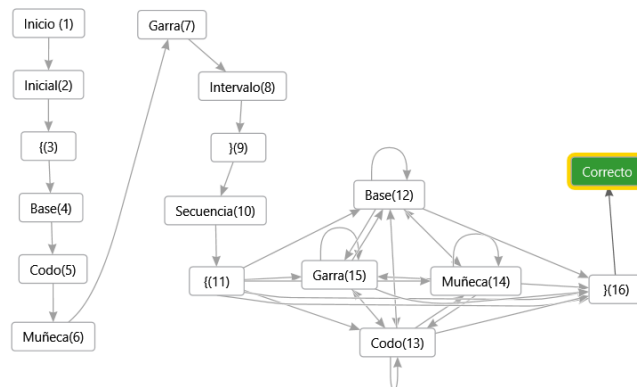 Inicio (1)
Inicial(2)
{(3)
Base(4)
Codo(5)
Muñeca(6)
Garra(7)
Intervalo(8)
}(9)
Secuencia(10)
{(11)
Base(12)
Garra(15)
Muñeca(14)
Codo(13)
}(16)
Correcto